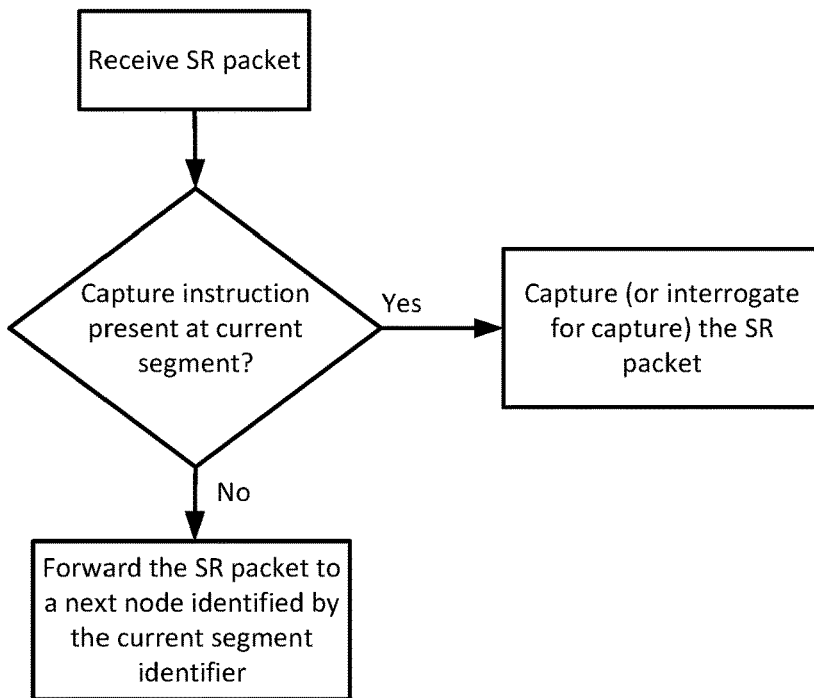 Receive SR packet
Capture instruction
present at current
segment?
Yes
Capture (or interrogate
for capture) the SR
packet
No
Forward the SR packet to
a next node identified by
the current segment
identifier